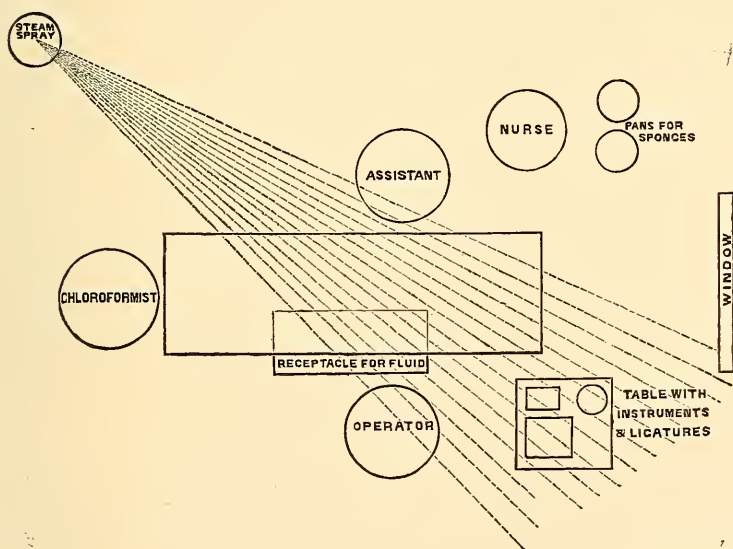 STEAM
SPRAY
NURSE
PANS FOR
SPONGES
ASSISTANT
WINDOW
CHLOROFORMIST
RECEPTACLE FOR FLUID
TABLE WITH
INSTRUMENTS
& LIGATURES
OPERATOR